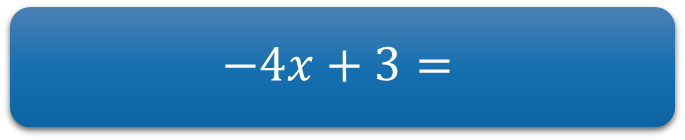 −4x + 3 =